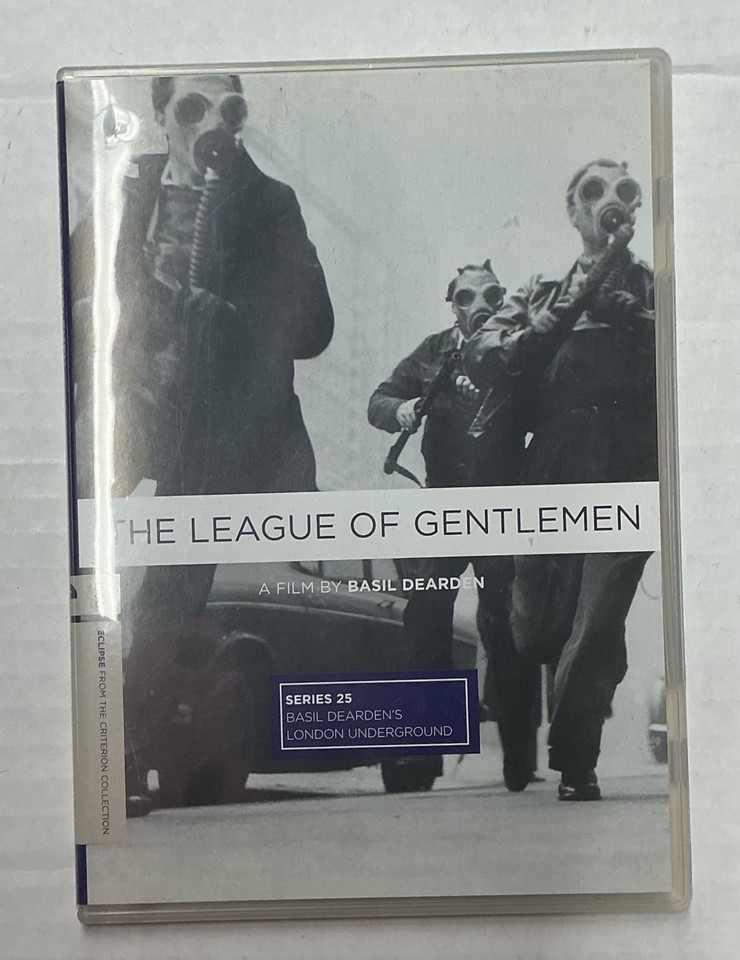 THE LEAGUE OF GENTLEMEN
A FILM BY BASIL DEARDEN
SERIES 25
BASIL DEARDEN'S
LONDON UNDERGROUND
ECLIPSE FROM THE CRITERION COLLECTION